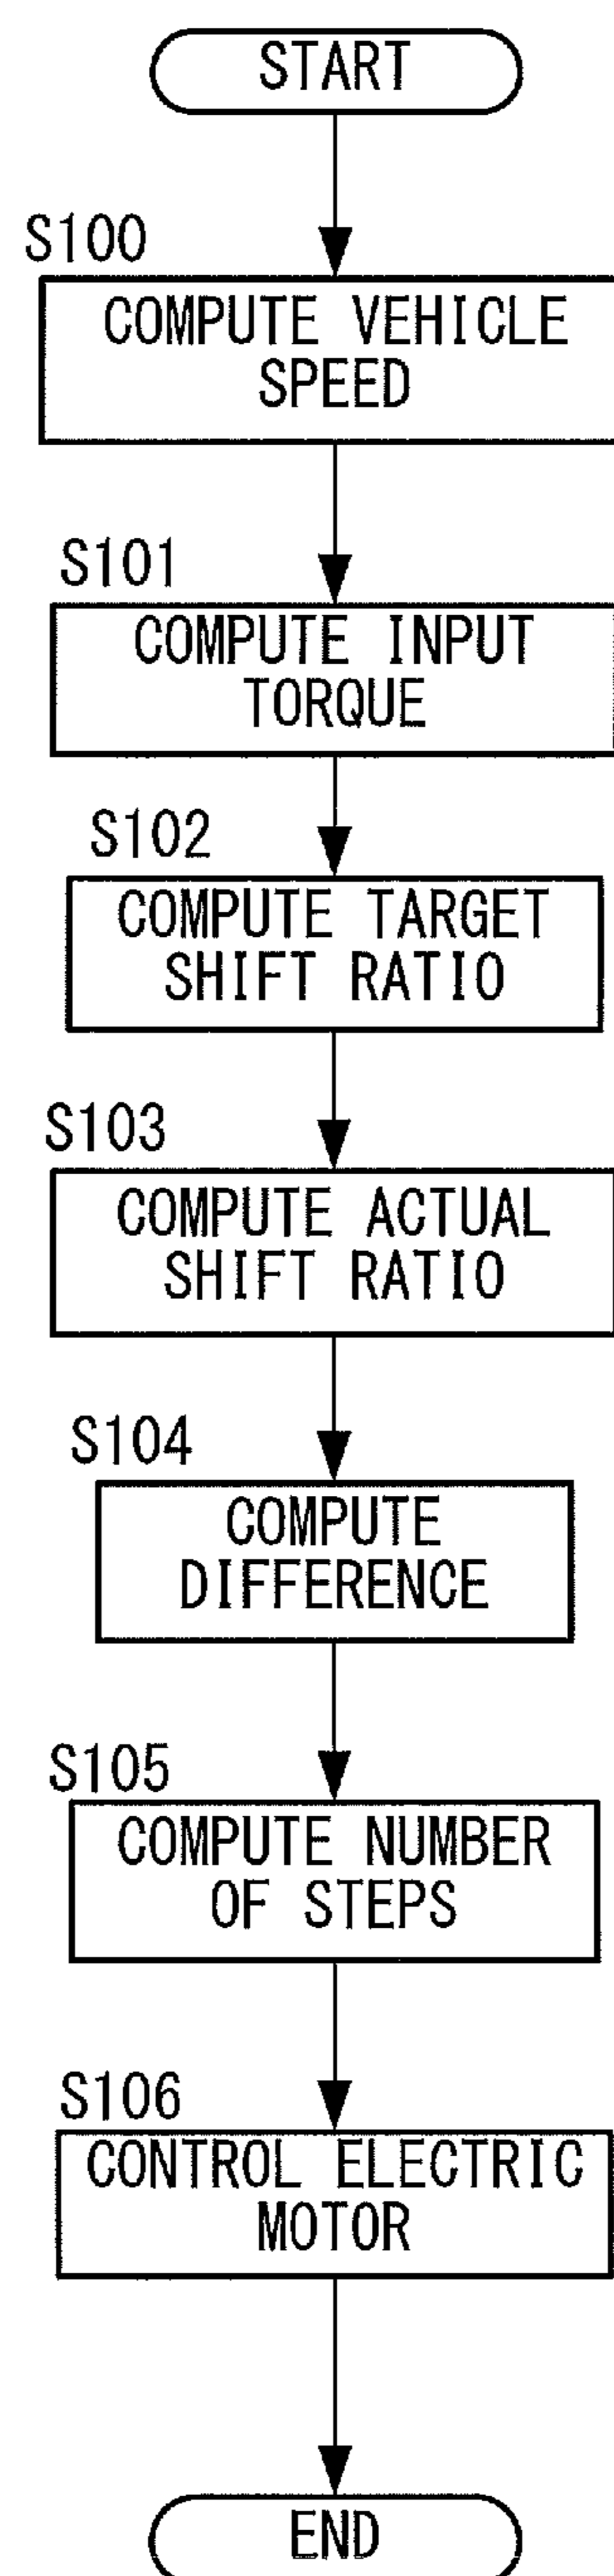 START
S100
COMPUTE VEHICLE
SPEED
S101
COMPUTE INPUT
TORQUE
S102
COMPUTE TARGET
SHIFT RATIO
S103
COMPUTE ACTUAL
SHIFT RATIO
S104
COMPUTE
DIFFERENCE
S105
COMPUTE NUMBER
OF STEPS
S106
CONTROL ELECTRIC
MOTOR
END